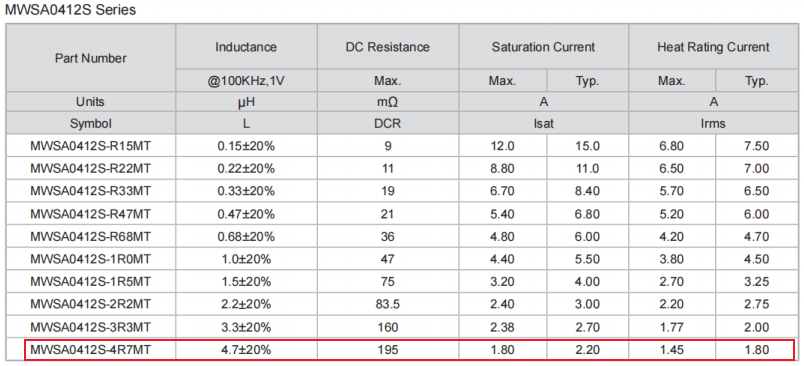 MWSA0412S Series
Part Number Inductance DC Resistance Saturation Current Heat Rating Current
@100KHz,1V Max. Max. Typ. Max. Typ.
Units μH mΩ A A
Symbol L DCR Isat Irms
MWSA0412S-R15MT 0.15±20% 9 12.0 15.0 6.80 7.50
MWSA0412S-R22MT 0.22±20% 11 8.80 11.0 6.50 7.00
MWSA0412S-R33MT 0.33±20% 19 6.70 8.40 5.70 6.50
MWSA0412S-R47MT 0.47±20% 21 5.40 6.80 5.20 6.00
MWSA0412S-R68MT 0.68±20% 36 4.80 6.00 4.20 4.70
MWSA0412S-1R0MT 1.0±20% 47 4.40 5.50 3.80 4.50
MWSA0412S-1R5MT 1.5±20% 75 3.20 4.00 2.70 3.25
MWSA0412S-2R2MT 2.2±20% 83.5 2.40 3.00 2.20 2.75
MWSA0412S-3R3MT 3.3±20% 160 2.38 2.70 1.77 2.00
MWSA0412S-4R7MT 4.7±20% 195 1.80 2.20 1.45 1.80